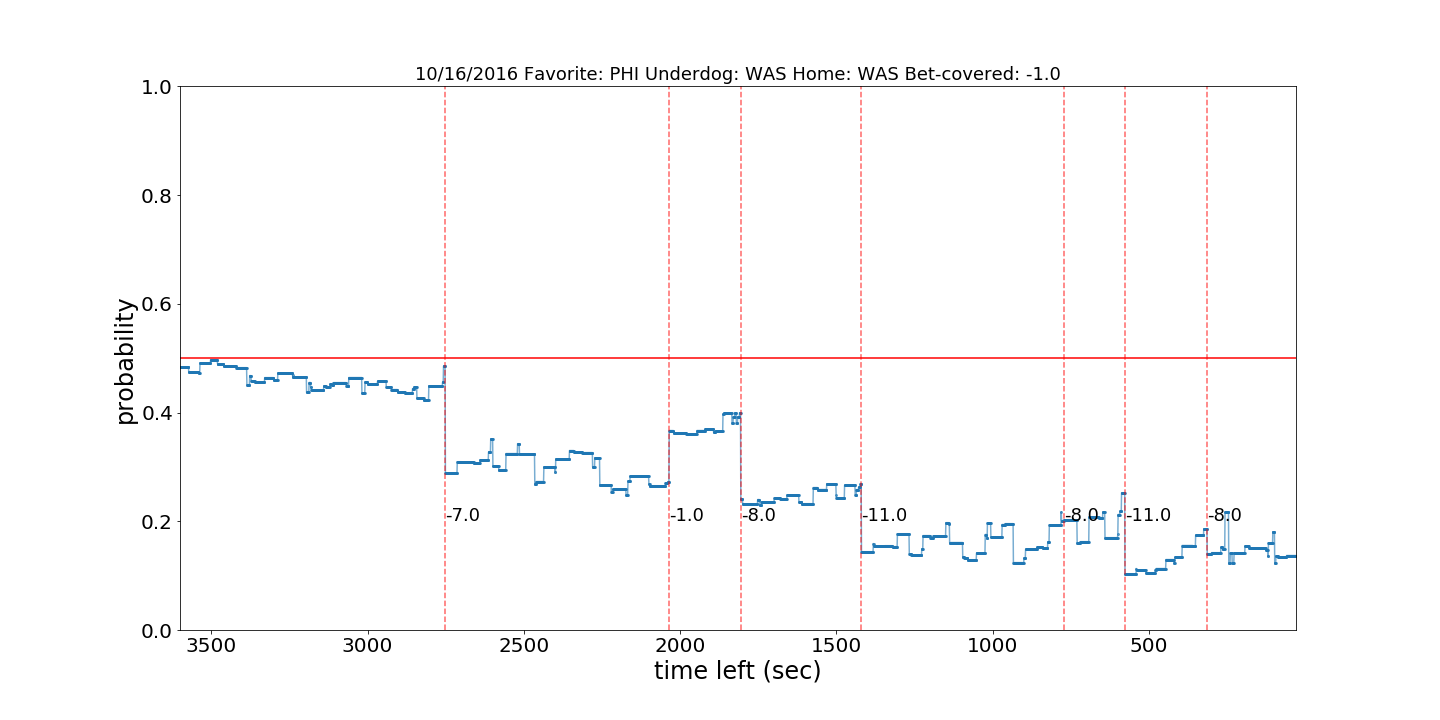 10/16/2016 Favorite: PHI Underdog: WAS Home: WAS Bet-covered: -1.0
1.0
0.8
0.6
0.4
0.2
0.0
probability
-7.0 -1.0 -8.0 -11.0 -8.0 -11.0 -8.0
3500 3000 2500 2000 1500 1000 500
time left (sec)